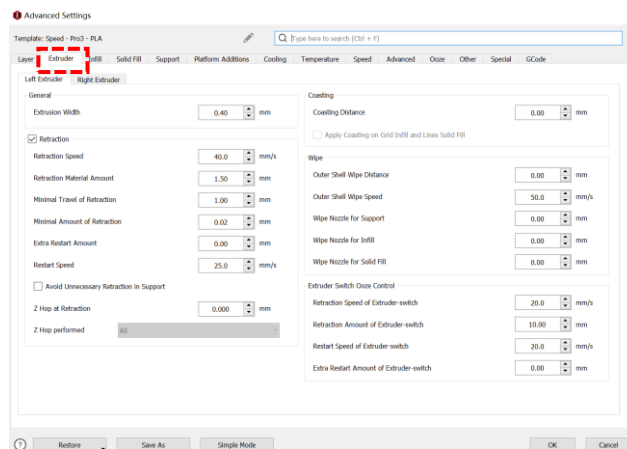 Advanced Settings
Template: Speed - Pro3 - PLA
Type here to search (Ctrl + F)
Layer Extruder Infill Solid Fill Support Platform Additions Cooling Temperature Speed Advanced Ooze Other Special GCode
Left Extruder Right Extruder
General
Extrusion Width 0.40 mm
Retraction
Retraction Speed 40.0 mm/s
Retraction Material Amount 1.50 mm
Minimal Travel of Retraction 1.00 mm
Minimal Amount of Retraction 0.02 mm
Extra Restart Amount 0.00 mm
Restart Speed 25.0 mm/s
Avoid Unnecessary Retraction in Support
Z Hop at Retraction 0.000 mm
Z Hop performed All
Coasting
Coasting Distance 0.00 mm
Apply Coasting on Grid Infill and Lines Solid Fill
Wipe
Outer Shell Wipe Distance 0.00 mm
Outer Shell Wipe Speed 50.0 mm/s
Wipe Nozzle for Support 0.00 mm
Wipe Nozzle for Infill 0.00 mm
Wipe Nozzle for Solid Fill 0.00 mm
Extruder Switch Ooze Control
Retraction Speed of Extruder-switch 20.0 mm/s
Retraction Amount of Extruder-switch 10.00 mm
Restart Speed of Extruder-switch 20.0 mm/s
Extra Restart Amount of Extruder-switch 0.00 mm
? Restore Save As Simple Mode OK Cancel